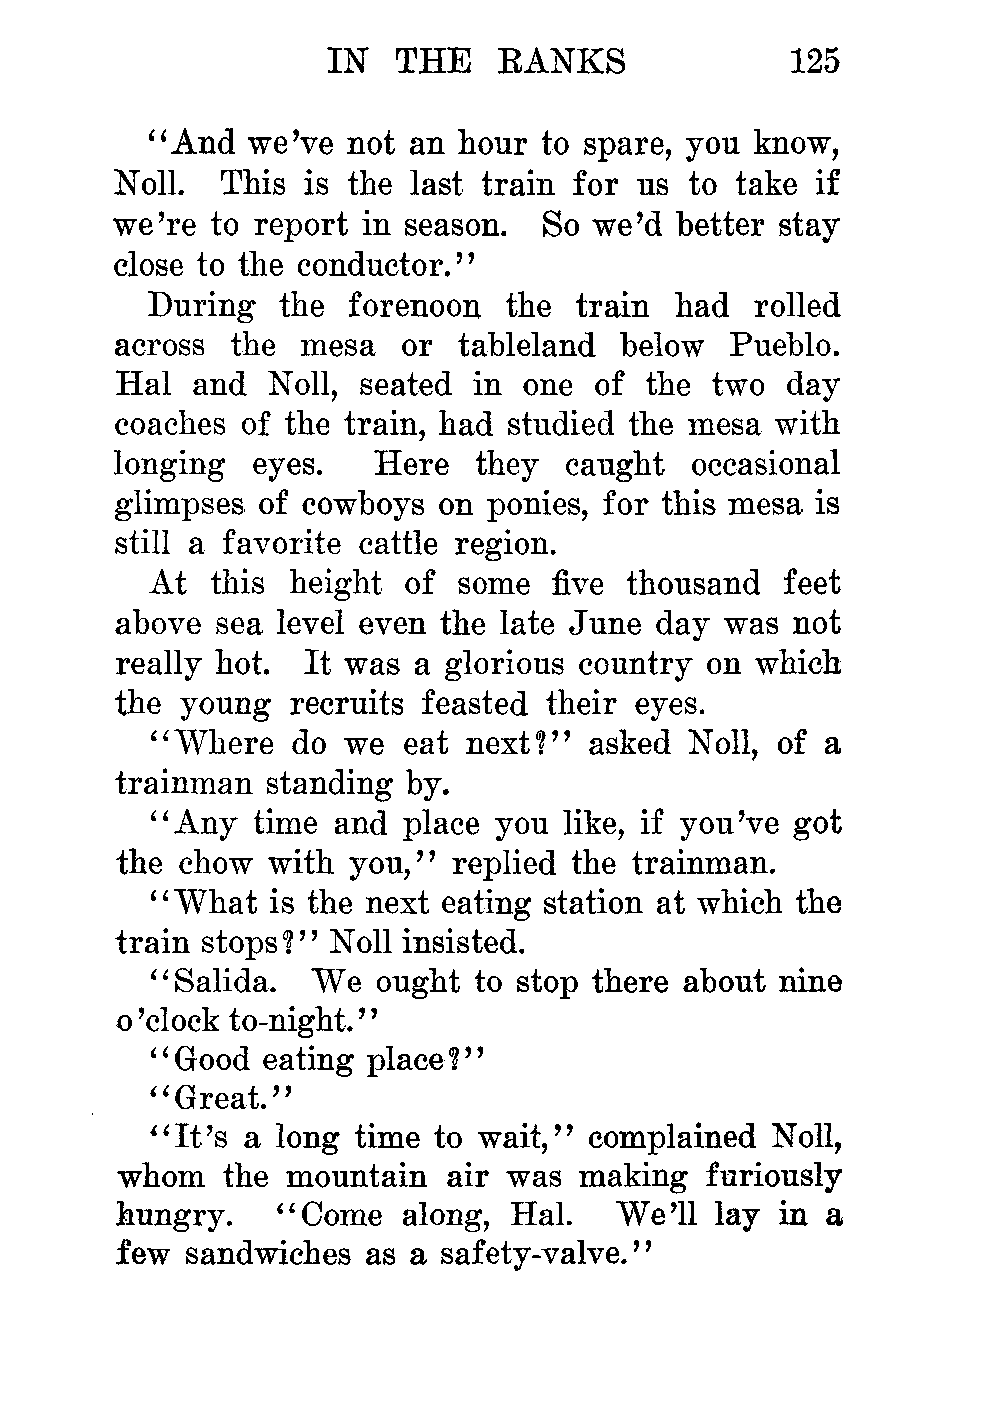 IN THE RANKS 125
"And we've not an hour to spare, you know,
Noll. This is the last train for us to take if
we're to report in season. So we'd better stay
close to the conductor."
During the forenoon the train had rolled
across the mesa or tableland below Pueblo.
Hal and Noll, seated in one of the two day
coaches of the train, had studied the mesa with
longing eyes. Here they caught occasional
glimpses of cowboys on ponies, for this mesa is
still a favorite cattle region.
At this height of some five thousand feet
above sea level even the late June day was not
really hot. It was a glorious country on which
the young recruits feasted their eyes.
"Where do we eat next?" asked Noll, of a
trainman standing by.
"Any time and place you like, if you've got
the chow with you," replied the trainman.
"What is the next eating station at which the
train stops?" Noll insisted.
"Salida. We ought to stop there about nine
o'clock to-night."
"Good eating place?"
"Great."
"It's a long time to wait," complained Noll,
whom the mountain air was making furiously
hungry. "Come along, Hal. We'll lay in a
few sandwiches as a safety-valve."